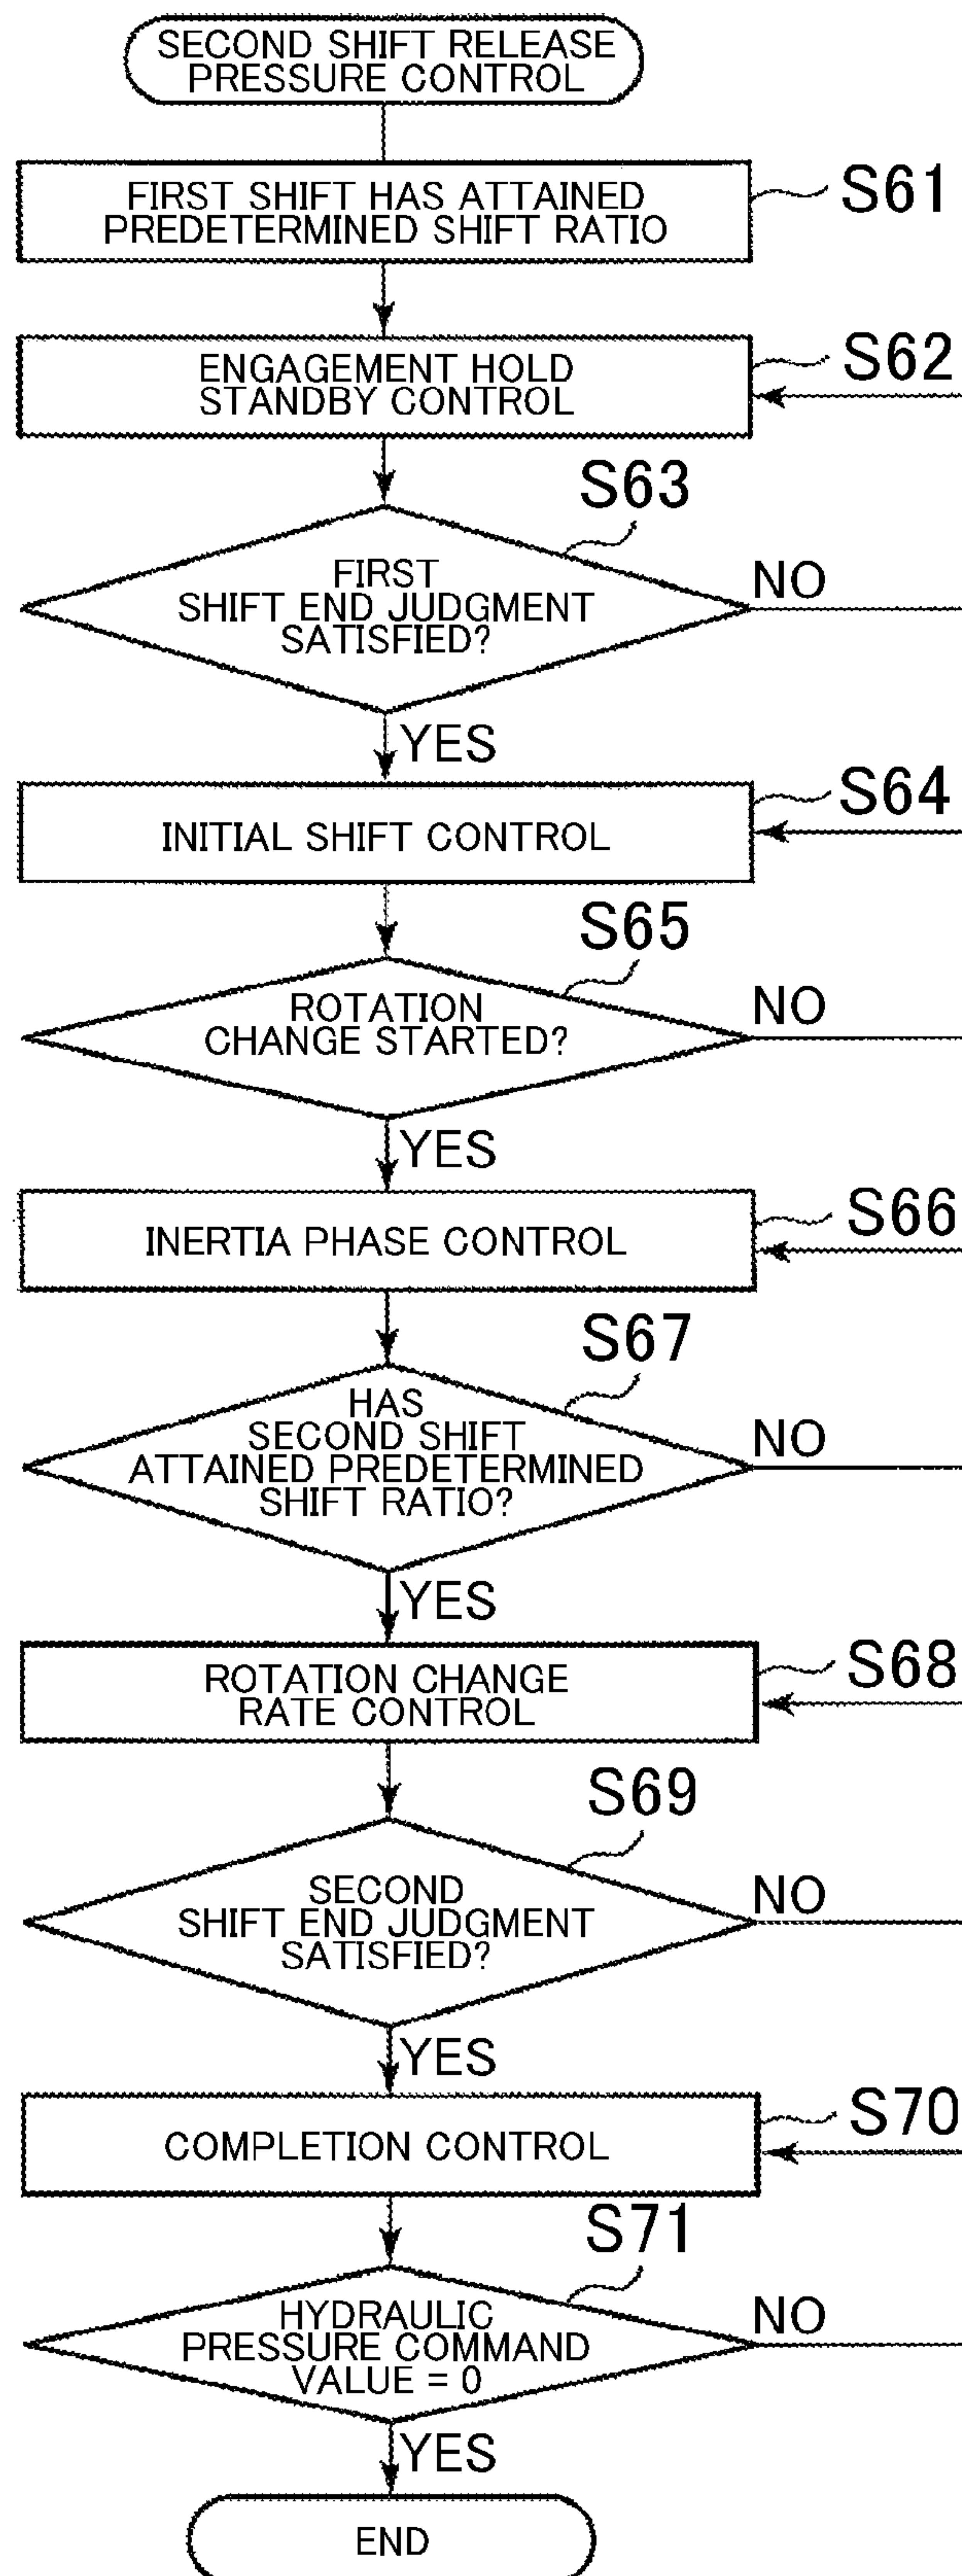 SECOND SHIFT RELEASE
PRESSURE CONTROL
FIRST SHIFT HAS ATTAINED
PREDETERMINED SHIFT RATIO
S61
ENGAGEMENT HOLD
STANDBY CONTROL
S62
S63
FIRST
SHIFT END JUDGMENT
SATISFIED?
NO
YES
INITIAL SHIFT CONTROL
S64
S65
ROTATION
CHANGE STARTED?
NO
YES
INERTIA PHASE CONTROL
S66
S67
HAS
SECOND SHIFT
ATTAINED PREDETERMINED
SHIFT RATIO?
NO
YES
ROTATION CHANGE
RATE CONTROL
S68
S69
SECOND
SHIFT END JUDGMENT
SATISFIED?
NO
YES
COMPLETION CONTROL
S70
S71
HYDRAULIC
PRESSURE COMMAND
VALUE = 0
NO
YES
END